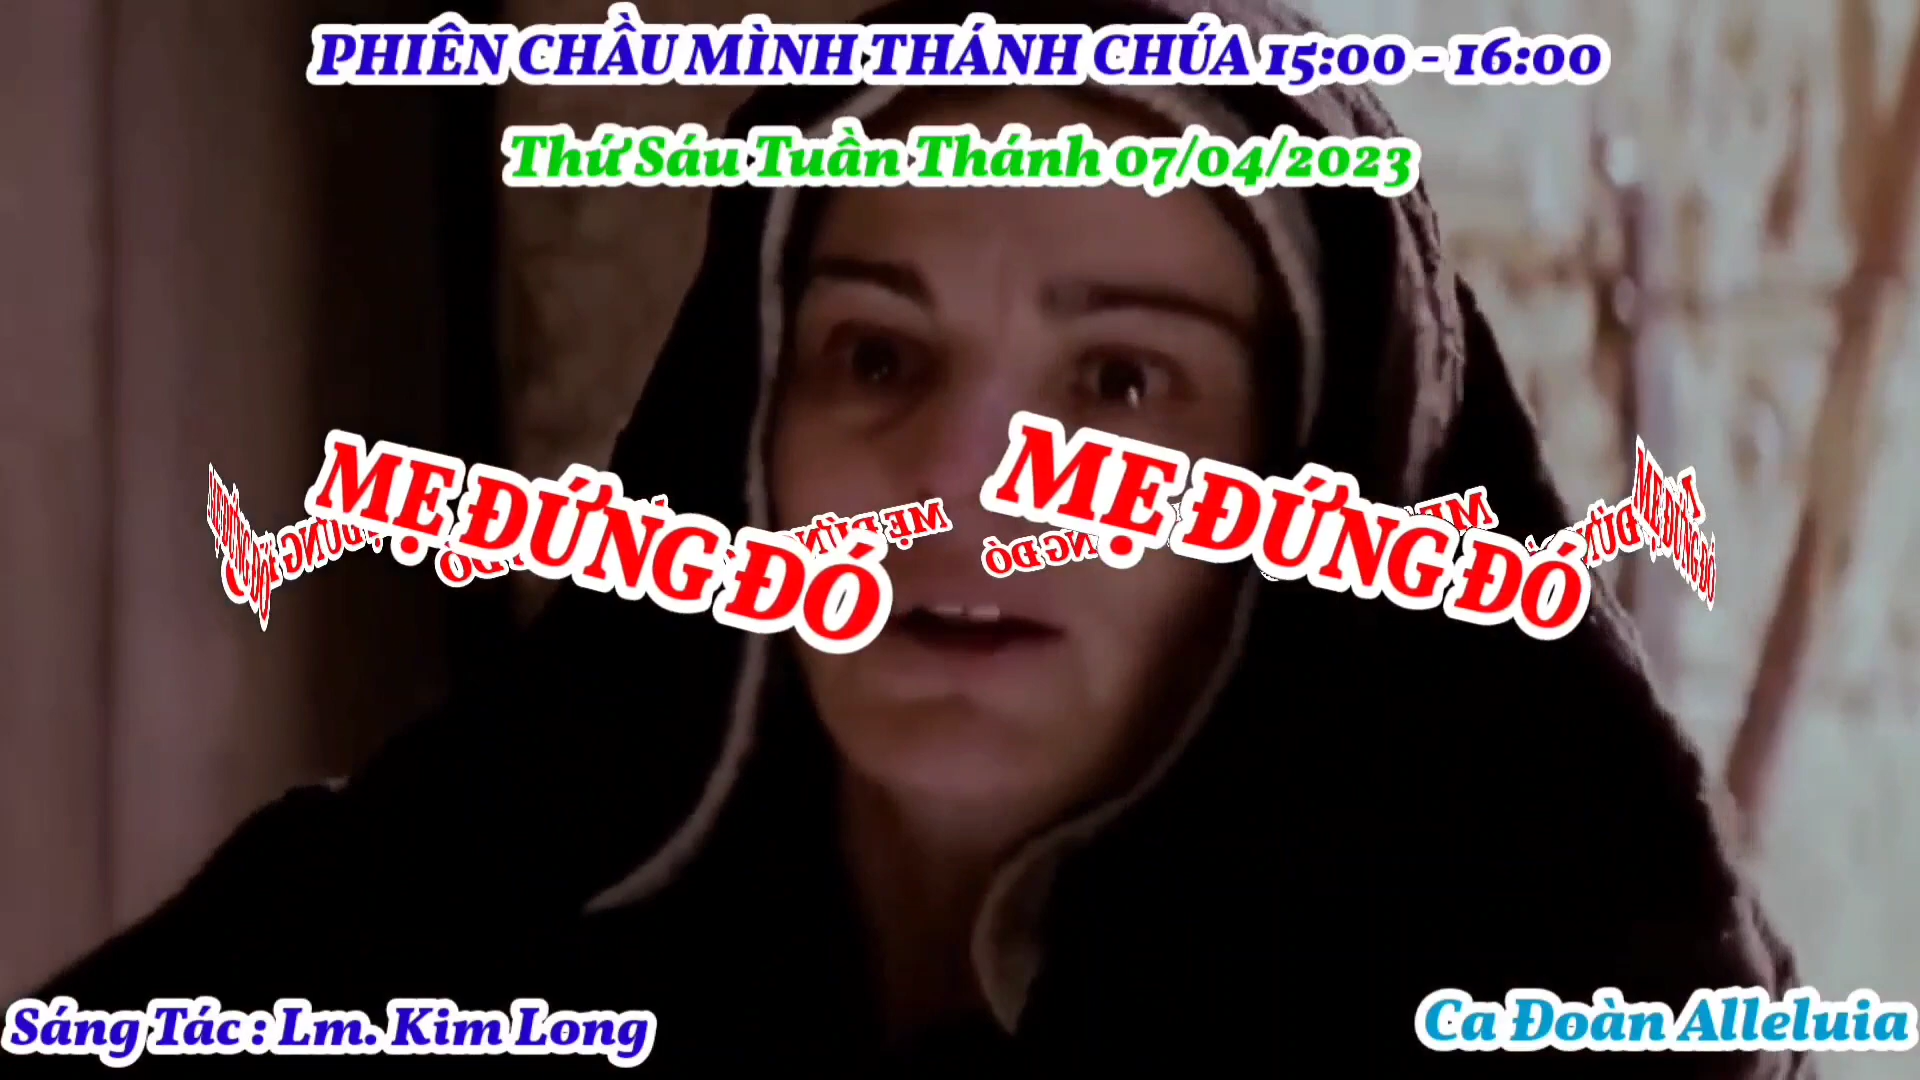 PHIÊN CHẦU MÌNH THÁNH CHÚA 15:00 - 16:00
Thứ Sáu Tuần Thánh 07/04/2023
MẸ ĐỨNG ĐÓ MẸ ĐỨNG ĐÓ
Sáng Tác : Lm. Kim Long
Ca Đoàn Alleluia